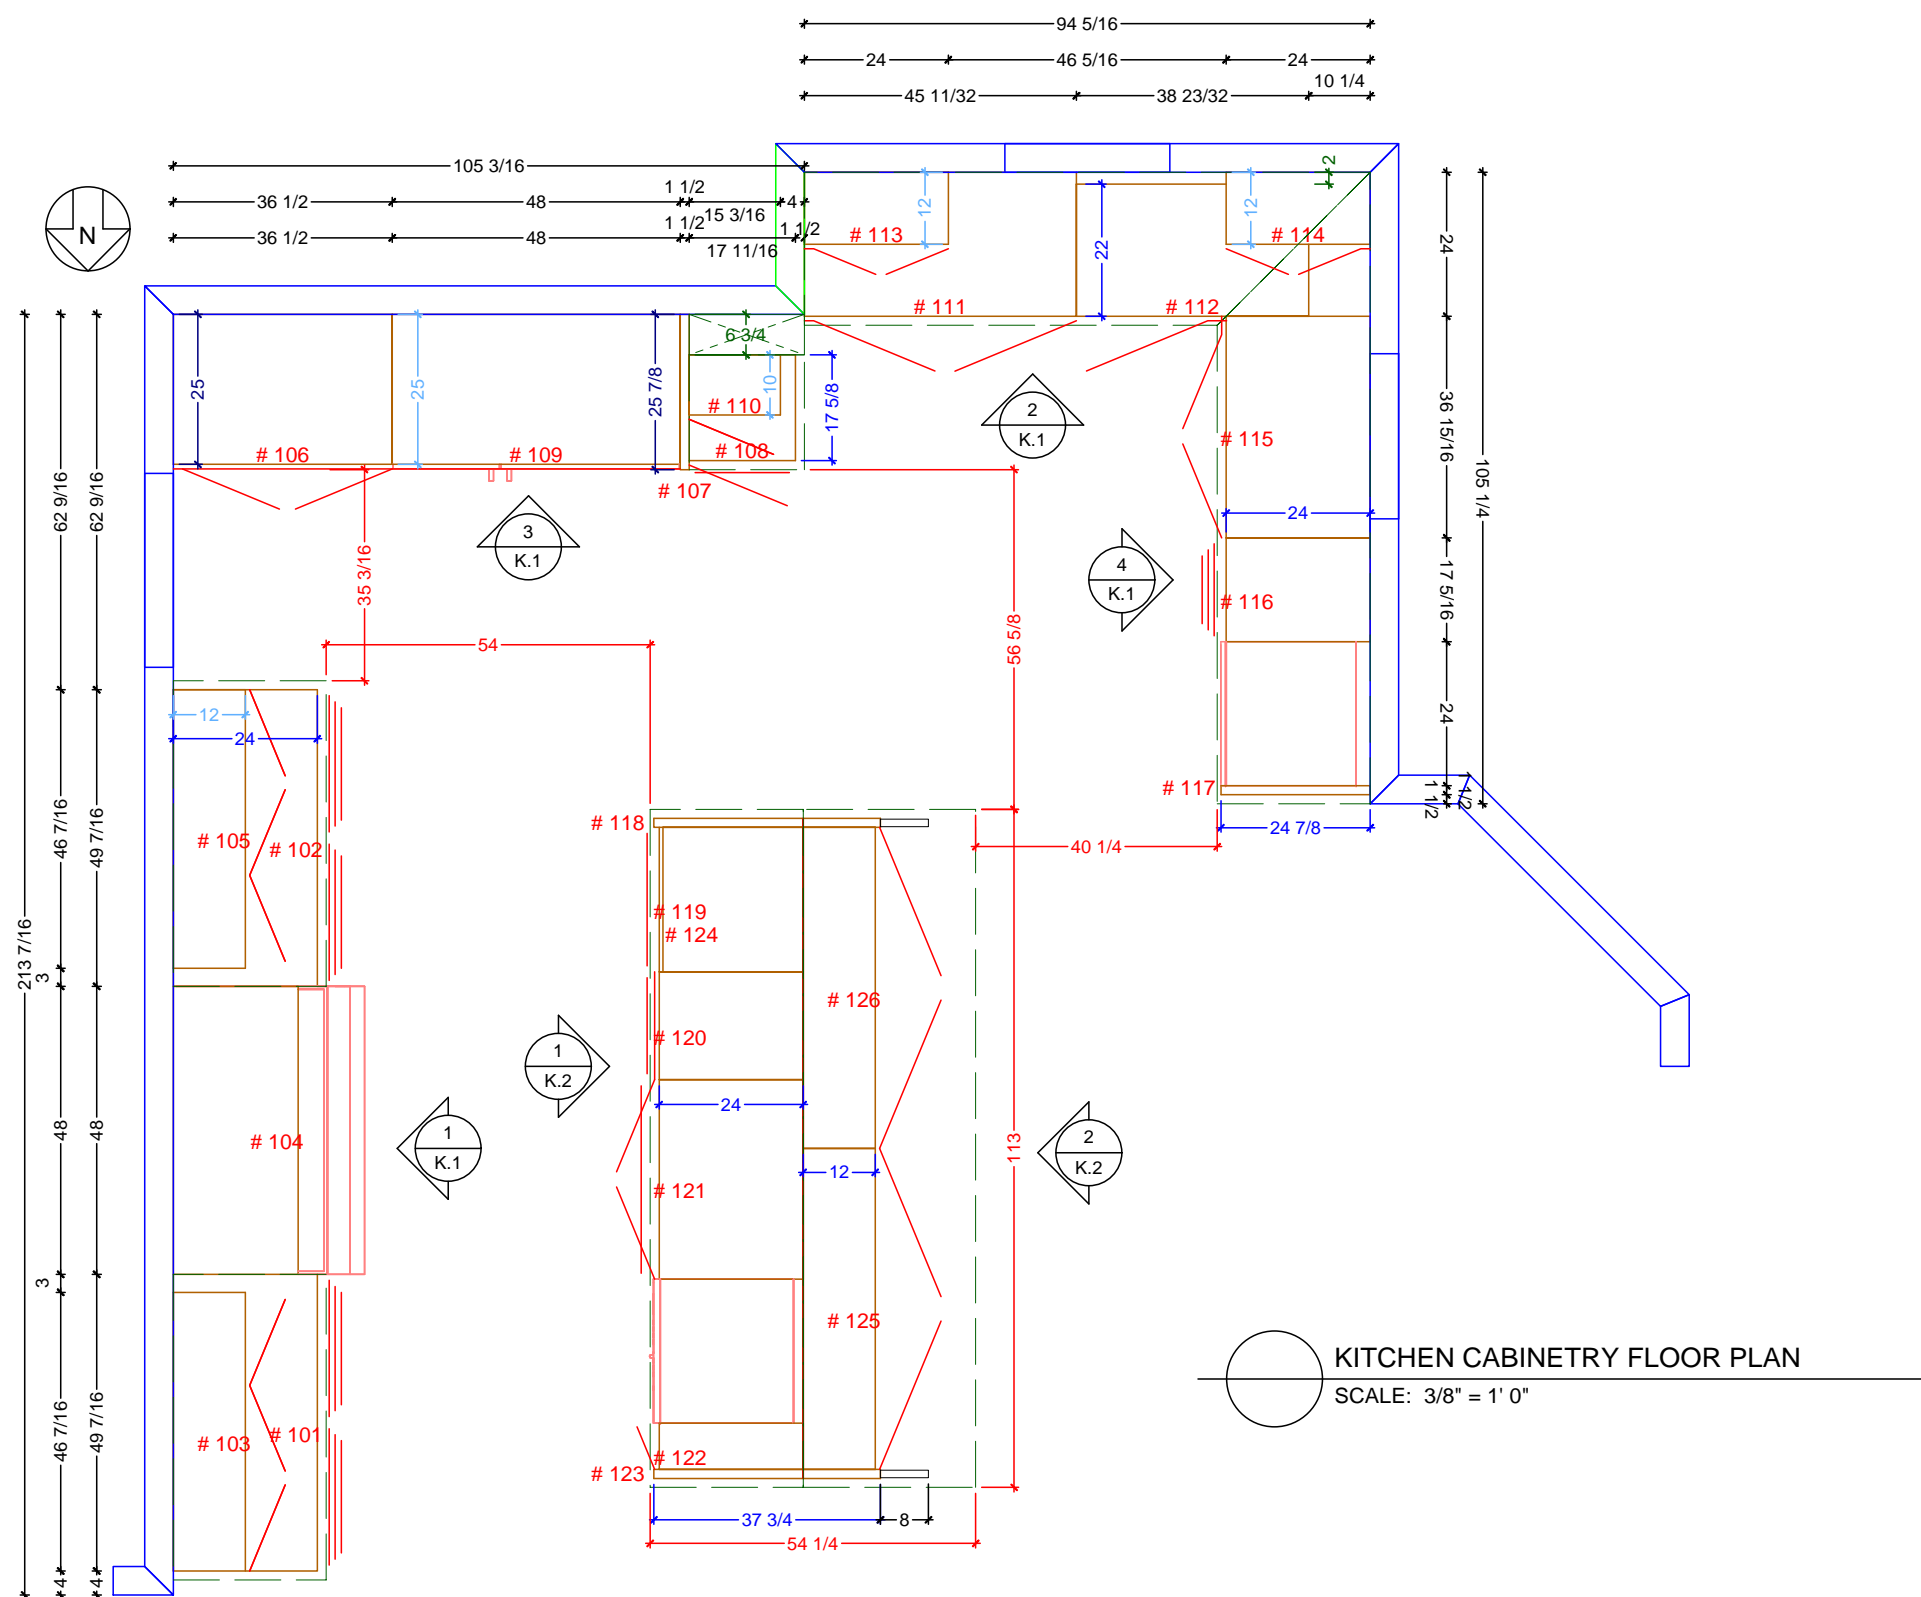 94 5/16
24 46 5/16 24
10 1/4
45 11/32 38 23/32
105 3/16
36 1/2 48 1 1/2 15 3/16 4
36 1/2 48 1 1/2 17 11/16 1 1/2
N
2
12 12
# 113 # 114
22
# 111 # 112
24
6 3/4
25 25 25 7/8 10 17 5/8
# 110
# 106 # 109 # 108
# 107
2
K.1
# 115
36 15/16
105 1/4
24
62 9/16 62 9/16
3
K.1
35 3/16
4
K.1
17 5/16
# 116
56 5/8
54
12
24
24
# 117
1 1/2
1 1/2
24 7/8
40 1/4
# 118
46 7/16 49 7/16
# 105 # 102
# 119
# 124
213 7/16
3
# 126
# 120
1
K.2
24
48 48
# 104
1
K.1
113
2
K.2
12
# 121
3
# 125
KITCHEN CABINETRY FLOOR PLAN
SCALE: 3/8" = 1' 0"
46 7/16 49 7/16
# 103 # 101
# 122
# 123
37 3/4 8
54 1/4
4 4